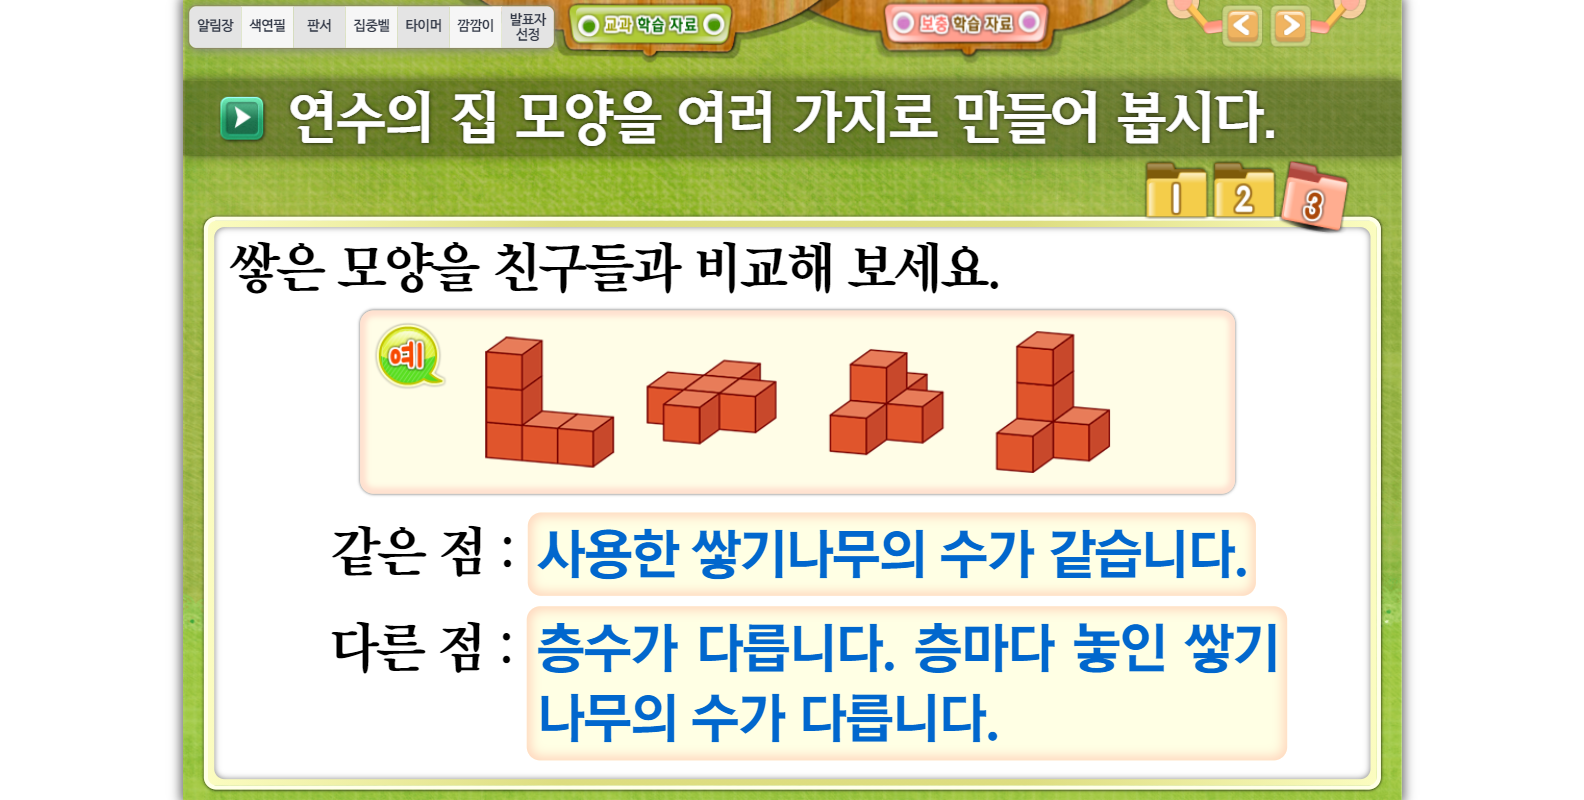 알림장 색연필 판서 집중벨 타이머 깜깜이 발표자 선정
교과 학습 자료 보충 학습 자료
연수의 집 모양을 여러 가지로 만들어 봅시다.
1 2 3
쌓은 모양을 친구들과 비교해 보세요.
예
같은 점 : 사용한 쌓기나무의 수가 같습니다.
다른 점 : 층수가 다릅니다. 층마다 놓인 쌓기
나무의 수가 다릅니다.